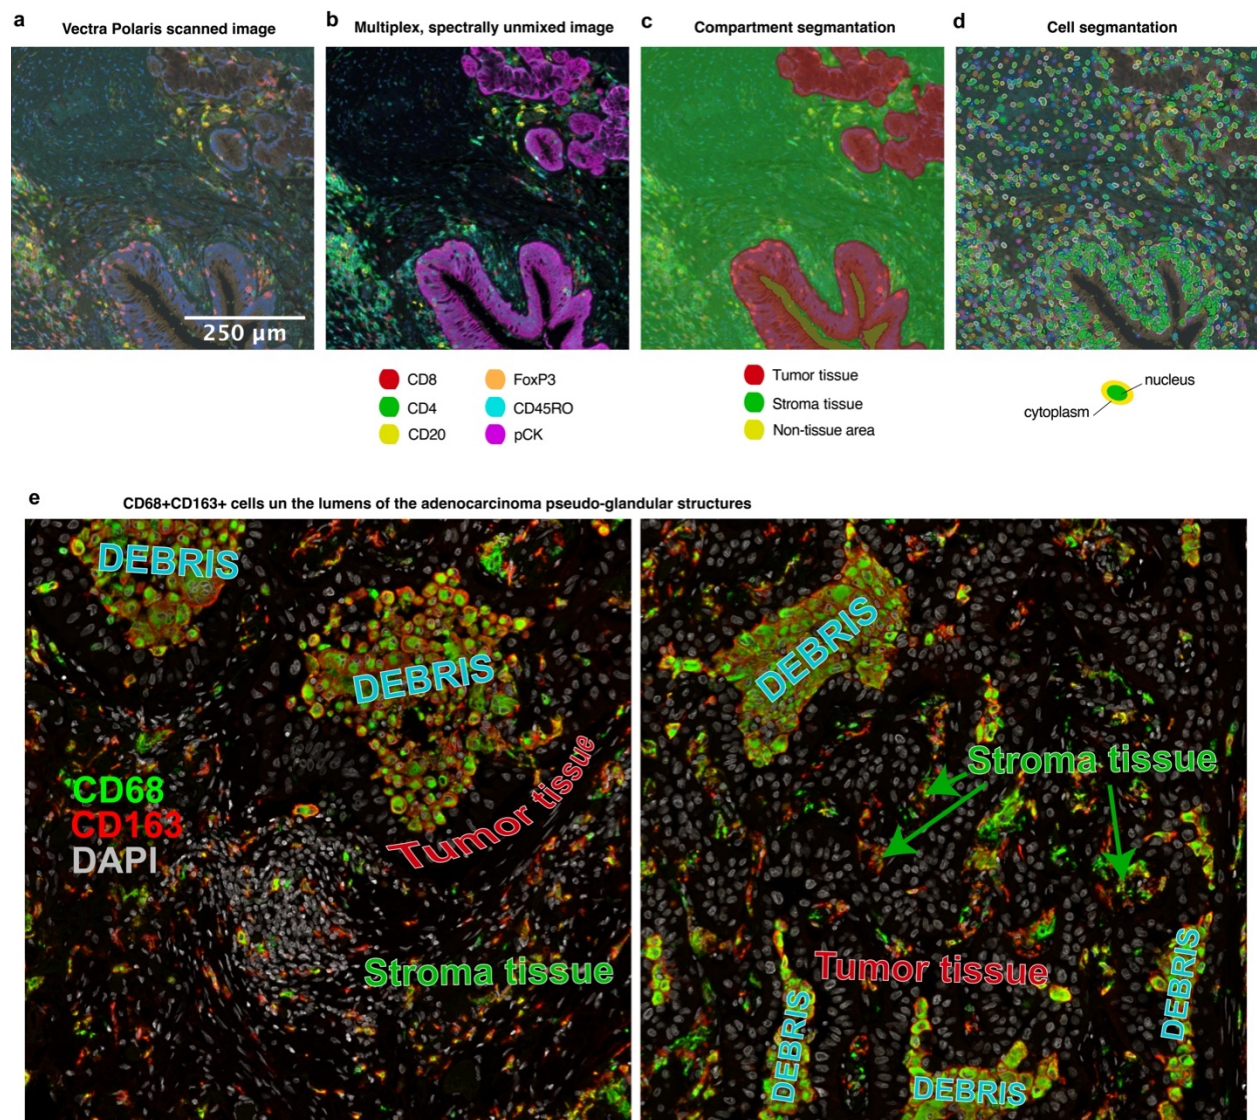 a Vectra Polaris scanned image
b Multiplex, spectrally unmixed image
c Compartment segmantation
d Cell segmantation
250 µm
CD8
CD4
CD20
FoxP3
CD45RO
pCK
Tumor tissue
Stroma tissue
Non-tissue area
nucleus
cytoplasm
e CD68+CD163+ cells un the lumens of the adenocarcinoma pseudo-glandular structures
DEBRIS
DEBRIS
Tumor tissue
CD68
CD163
DAPI
Stroma tissue
DEBRIS
Stroma tissue
Tumor tissue
DEBRIS
DEBRIS
DEBRIS